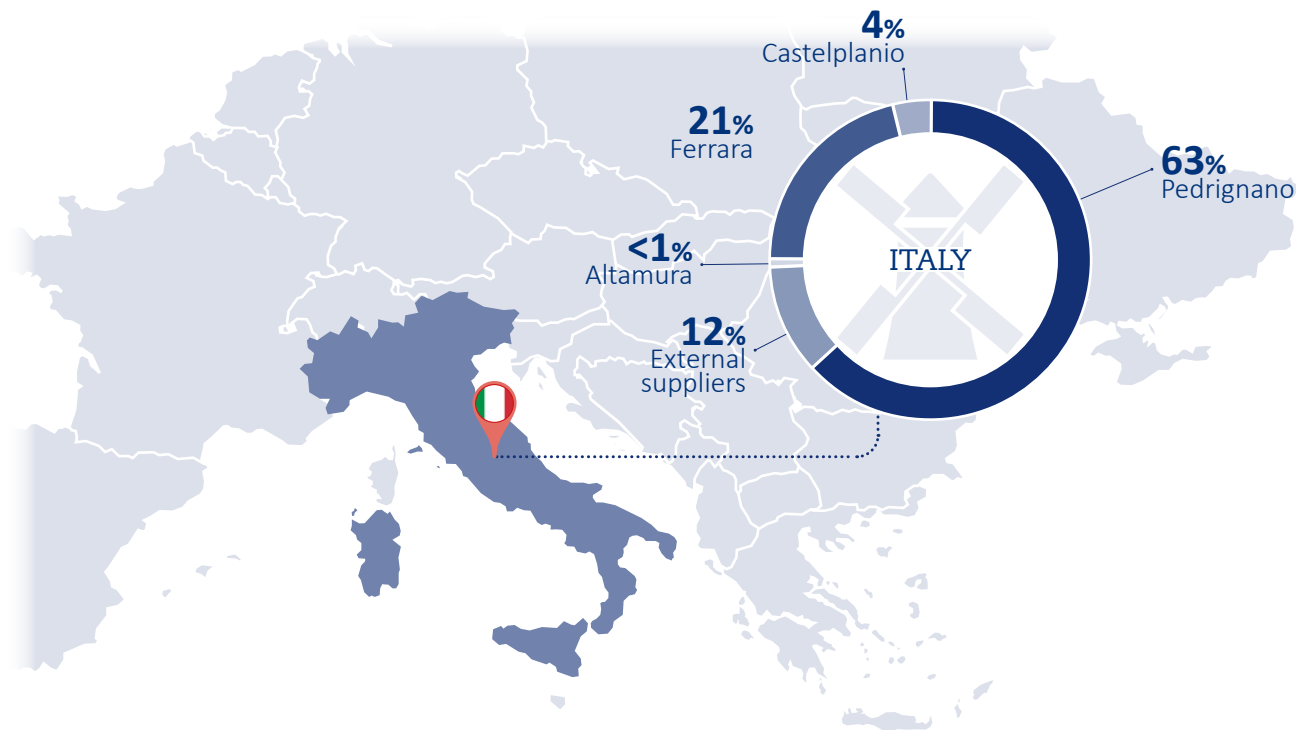 4%
Castelplanio
21%
Ferrara
63%
Pedrignano
<1%
Altamura
ITALY
12%
External
suppliers